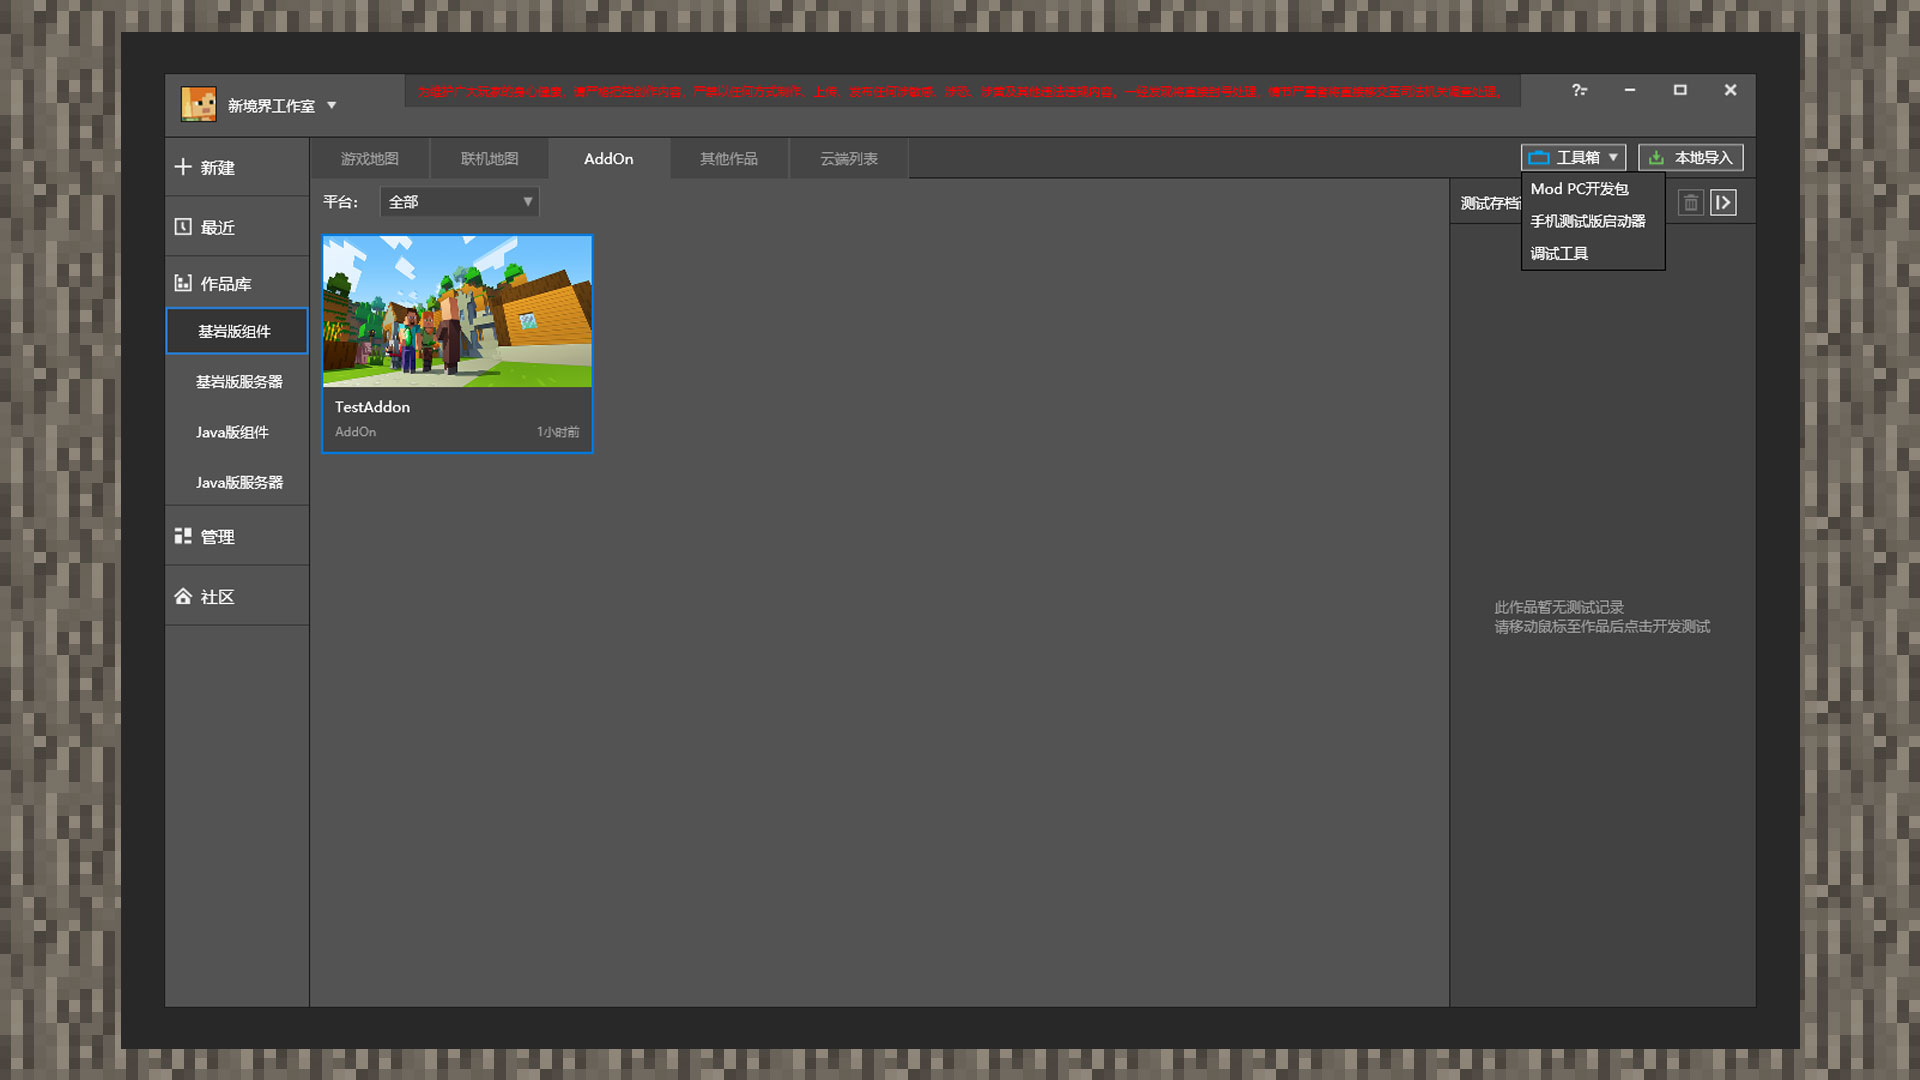 新境界工作室
为维护广大玩家的身心健康，请严格把控创作内容，严禁以任何方式制作、上传、发布任何涉敏感、涉恐、涉黄及其他违法违规内容，一经发现将直接封号处理，情节严重者将直接移交至司法机关调查处理。
新建
最近
作品库
基岩版组件
基岩版服务器
Java版组件
Java版服务器
管理
社区
游戏地图
联机地图
AddOn
其他作品
云端列表
工具箱
本地导入
平台：
全部
TestAddon
AddOn
1小时前
Mod PC开发包
手机测试版启动器
调试工具
测试存档
此作品暂无测试记录
请移动鼠标至作品后点击开发测试